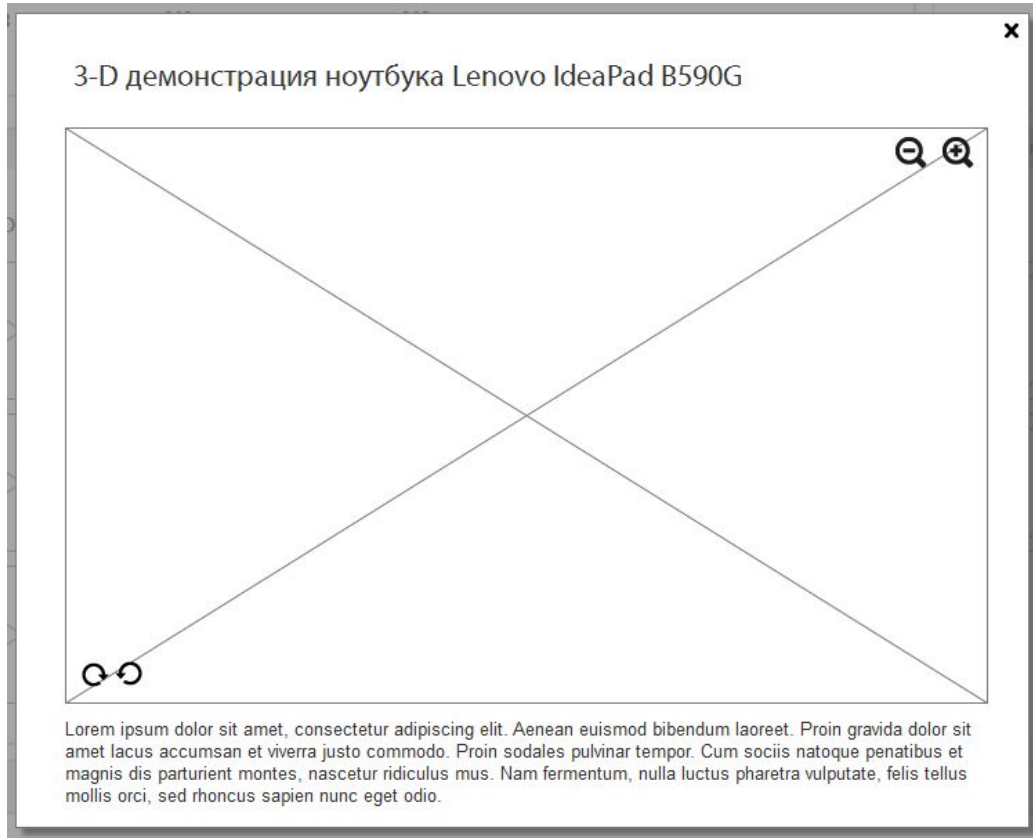 3-D демонстрация ноутбука Lenovo IdeaPad B590G
Lorem ipsum dolor sit amet, consectetur adipiscing elit. Aenean euismod bibendum laoreet. Proin gravida dolor sit
amet lacus accumsan et viverra justo commodo. Proin sodales pulvinar tempor. Cum sociis natoque penatibus et
magnis dis parturient montes, nascetur ridiculus mus. Nam fermentum, nulla luctus pharetra vulputate, felis tellus
mollis orci, sed rhoncus sapien nunc eget odio.